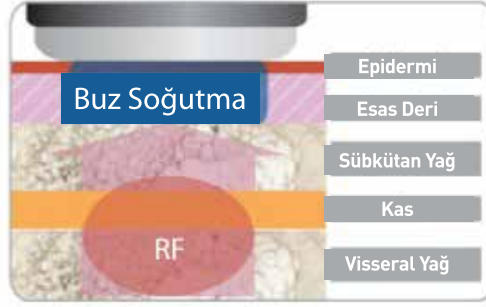 Epidermi
Buz Soğutma
Esas Deri
Sübkütan Yağ
Kas
RF
Visseral Yağ